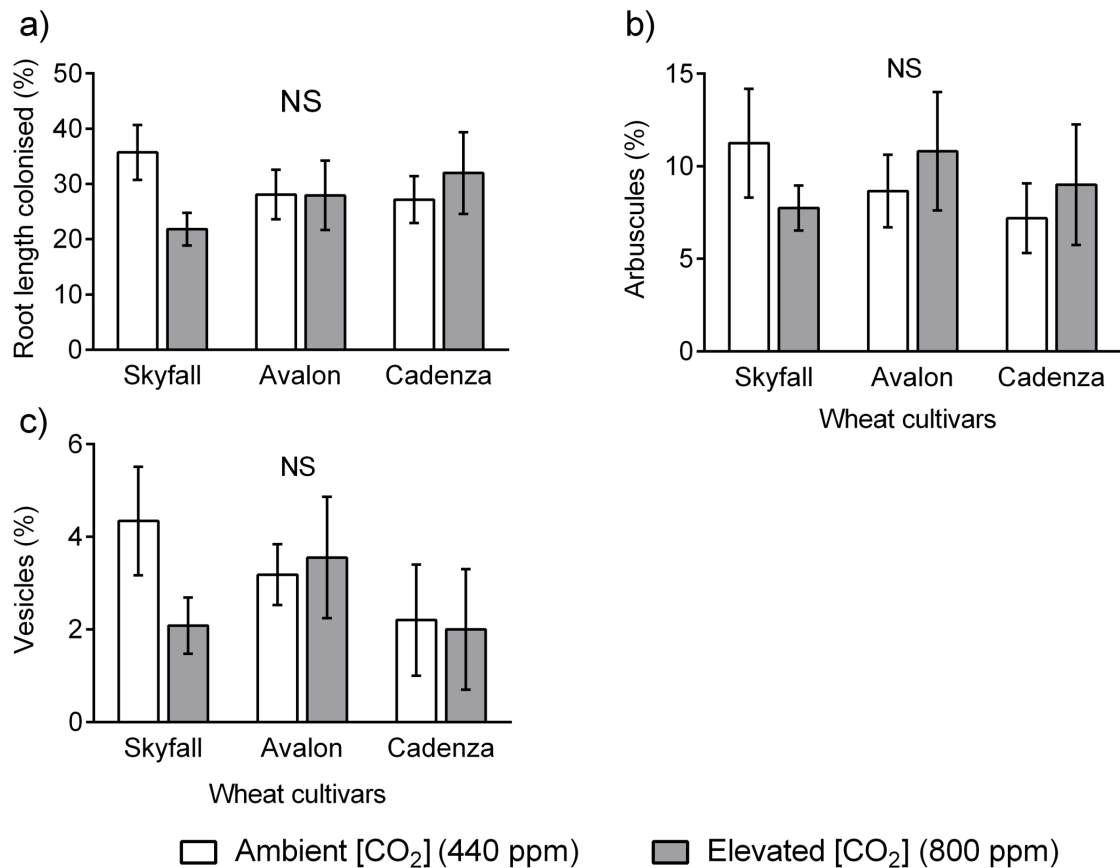 a)
Root length colonised (%)
50
40
30
20
10
0
NS
Skyfall Avalon Cadenza
b)
Arbuscules (%)
15
10
5
0
NS
Skyfall Avalon Cadenza
Wheat cultivars
c)
Vesicles (%)
6
4
2
0
NS
Skyfall Avalon Cadenza
Wheat cultivars
Ambient [CO₂] (440 ppm) Elevated [CO₂] (800 ppm)